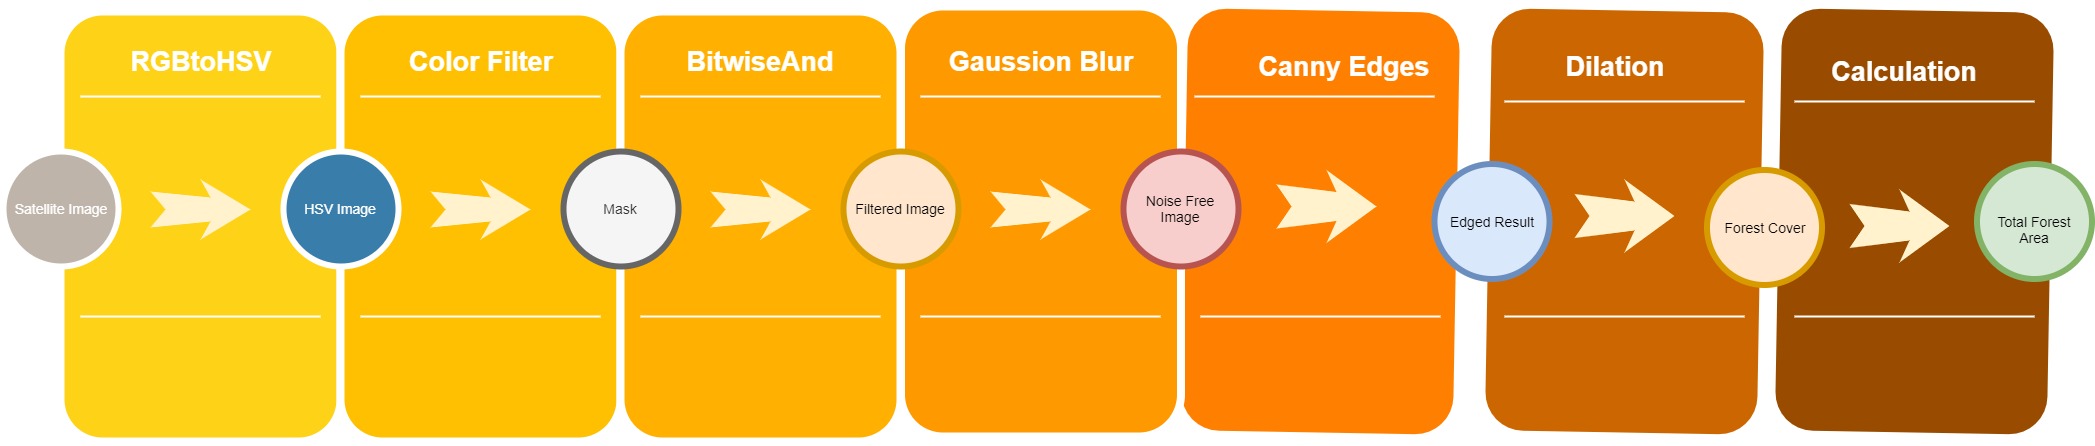 RGBtoHSV
Color Filter
BitwiseAnd
Gaussion Blur
Canny Edges
Dilation
Calculation
Satellite Image
HSV Image
Mask
Filtered Image
Noise Free
Image
Edged Result
Forest Cover
Total Forest
Area